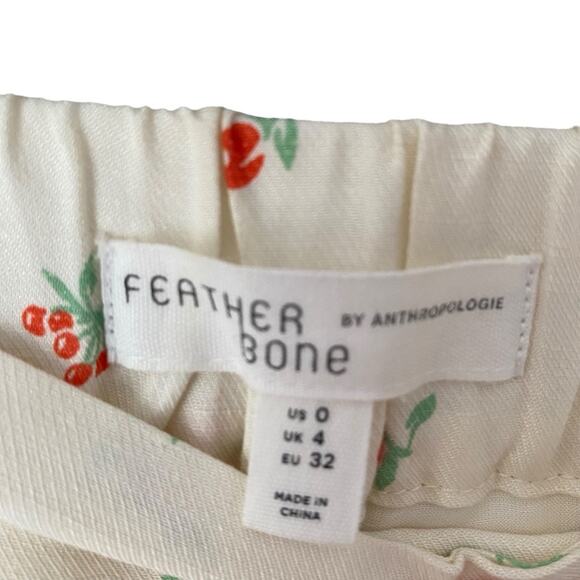 FEATHER
BONe
BY ANTHROPOLOGIE
US 0
UK 4
EU 32
MADE IN
CHINA